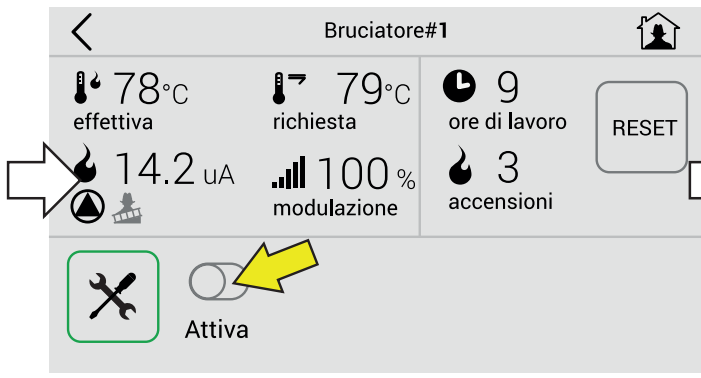 Bruciatore#1
78°C
effettiva
79°C
richiesta
9
ore di lavoro
RESET
14.2 uA
100 %
modulazione
3
accensioni
Attiva